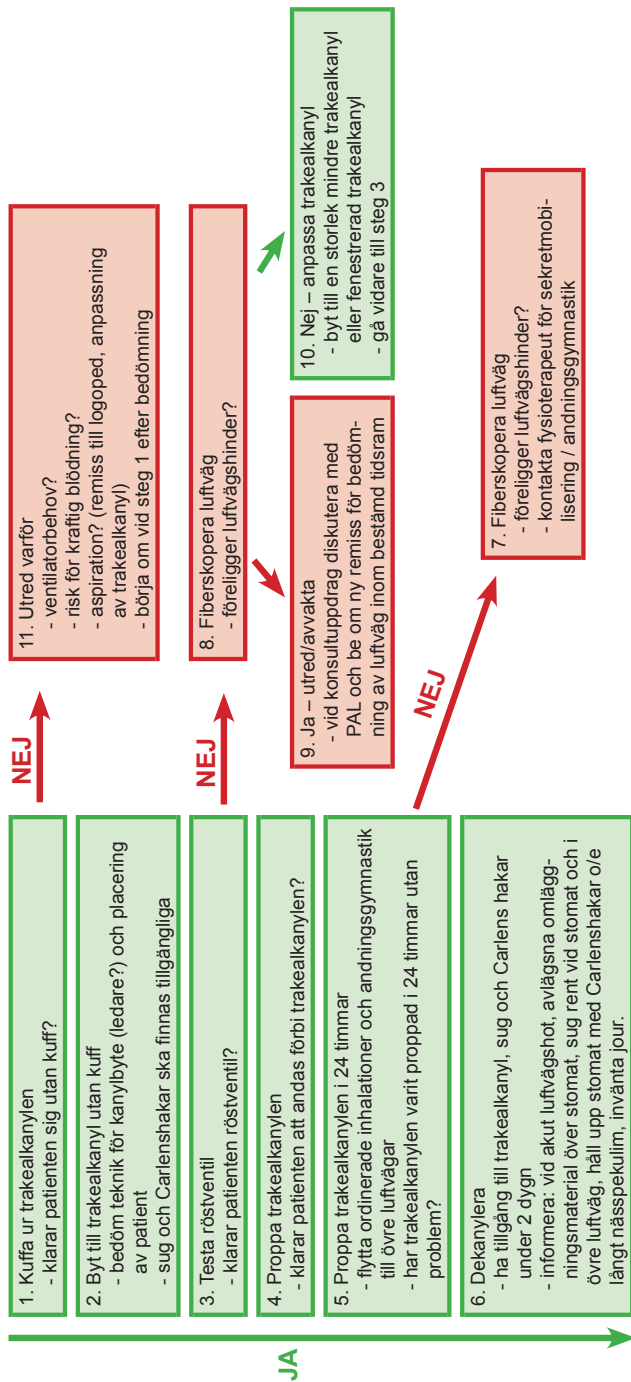 JA
1. Kuffa ur trakealkanylen
- klarar patienten sig utan kuff?
2. Byt till trakealkanyl utan kuff
- bedöm teknik för kanylbyte (ledare?) och placering
av patient
- sug och Carlenshakar ska finnas tillgängliga
3. Testa röstventil
- klarar patienten röstventil?
4. Proppa trakealkanylen
- klarar patienten att andas förbi trakealkanylen?
5. Proppa trakealkanylen i 24 timmar
- flytta ordinerade inhalationer och andningsgymnastik
till övre luftvägar
- har trakealkanylen varit proppad i 24 timmar utan
problem?
6. Dekanylera
- ha tillgång till trakealkanyl, sug och Carlens hakar
under 2 dygn
- informera: vid akut luftvägshot, avlägsna omlägg-
ningsmaterial över stomat, sug rent vid stomat och i
övre luftväg, håll upp stomat med Carlenshakar o/e
långt nässpekulim, invänta jour.
NEJ
11. Utred varför
- ventilatorbehov?
- risk för kraftig blödning?
- aspiration? (remiss till logoped, anpassning
av trakealkanyl)
- börja om vid steg 1 efter bedömning
NEJ
8. Fiberskopera luftväg
- föreligger luftvägshinder?
9. Ja – utred/avvakta
- vid konsultuppdrag diskutera med
PAL och be om ny remiss för bedöm-
ning av luftväg inom bestämd tidsram
10. Nej – anpassa trakealkanyl
- byt till en storlek mindre trakealkanyl
eller fenestrerad trakealkanyl
- gå vidare till steg 3
NEJ
7. Fiberskopera luftväg
- föreligger luftvägshinder?
- kontakta fysioterapeut för sekretmobi-
lisering / andningsgymnastik